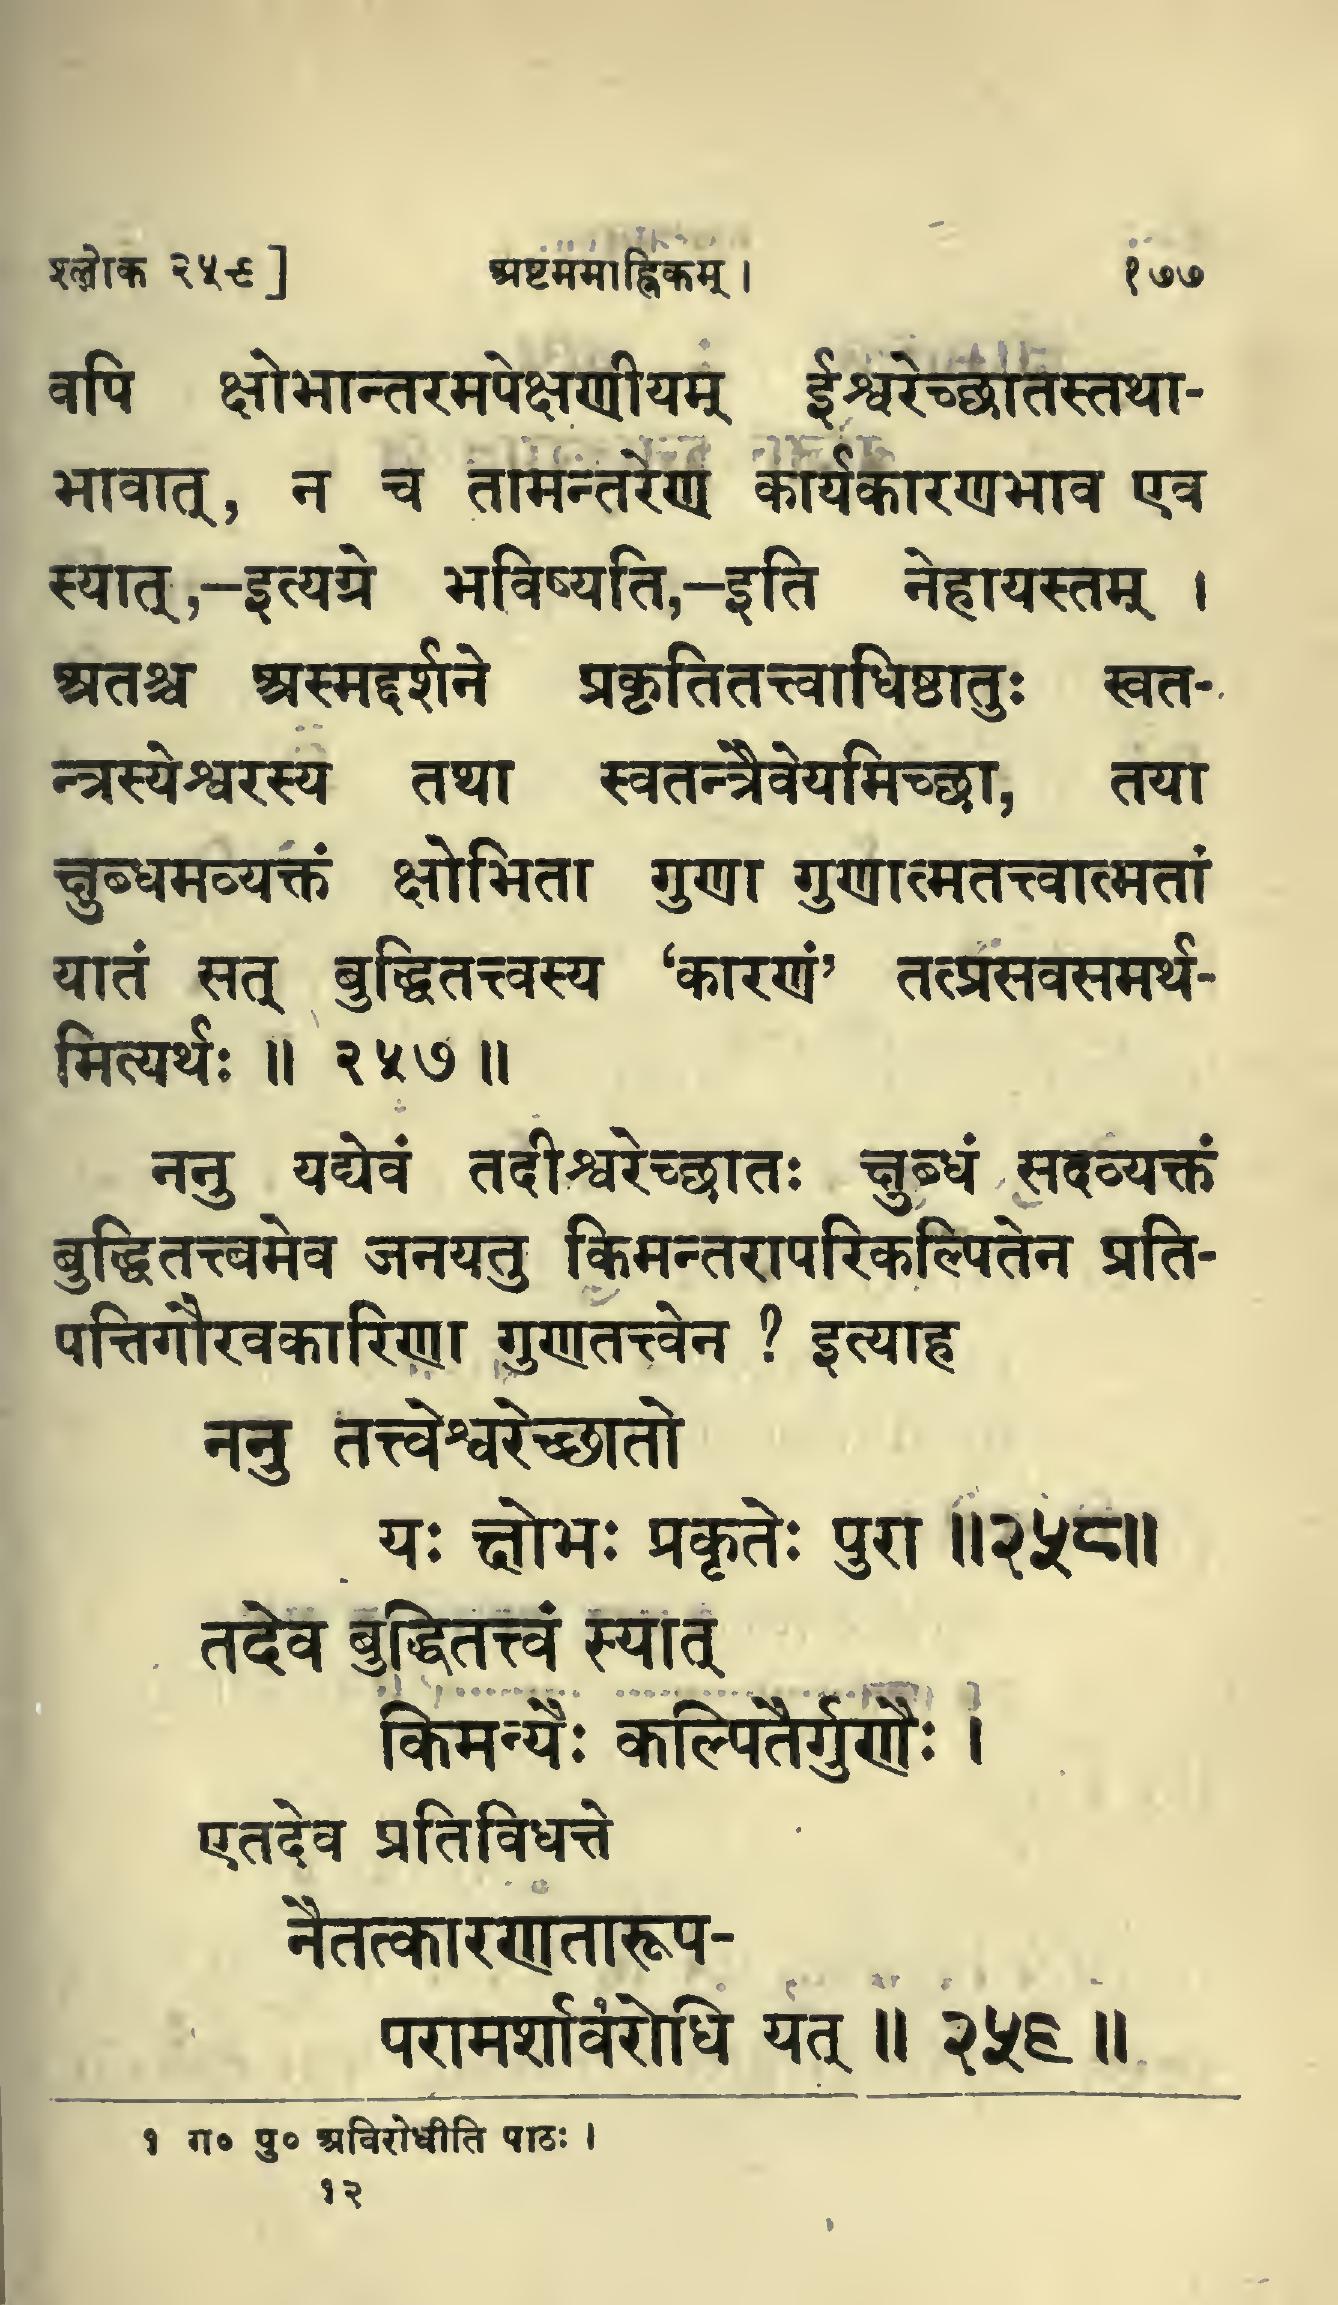 श्लोक २५९]	अष्टममाह्निकम् ।	१७७
वपि क्षोभान्तरमपेक्षणीयम् ईश्वरेच्छातस्तथा-
भावात्, न च तामन्तरेण कार्यकारणभाव एव
स्यात्,—इत्यग्रे भविष्यति,—इति नेहायस्तम् ।
अतश्च अस्मद्दर्शने प्रकृतितत्त्वाधिष्ठातुः स्वत-
न्त्रस्येश्वरस्य तथा स्वतन्त्रैवेयमिच्छा, तया
क्षुब्धमव्यक्तं क्षोभिता गुणा गुणात्मतत्त्वात्मतां
यातं सत् बुद्धितत्त्वस्य ‘कारणं’ तत्प्रसवसमर्थ-
मित्यर्थः ॥ २५७ ॥
ननु यद्येवं तदीश्वरेच्छातः क्षुब्धं सदव्यक्तं
बुद्धितत्त्वमेव जनयतु किमन्तरापरिकल्पितेन प्रति-
पत्तिगौरवकारिणा गुणतत्त्वेन ? इत्याह
ननु तत्त्वेश्वरेच्छातो
यः क्षोभः प्रकृतेः पुरा ॥२५८॥
तदेव बुद्धितत्त्वं स्यात्
किमन्यैः कल्पितैर्गुणैः ।
एतदेव प्रतिविधत्ते
नैतत्कारणतारूप-
परामर्शावरोधि यत् ॥ २५९ ॥
१ ग० पु० अविरोधीति पाठः ।
१२